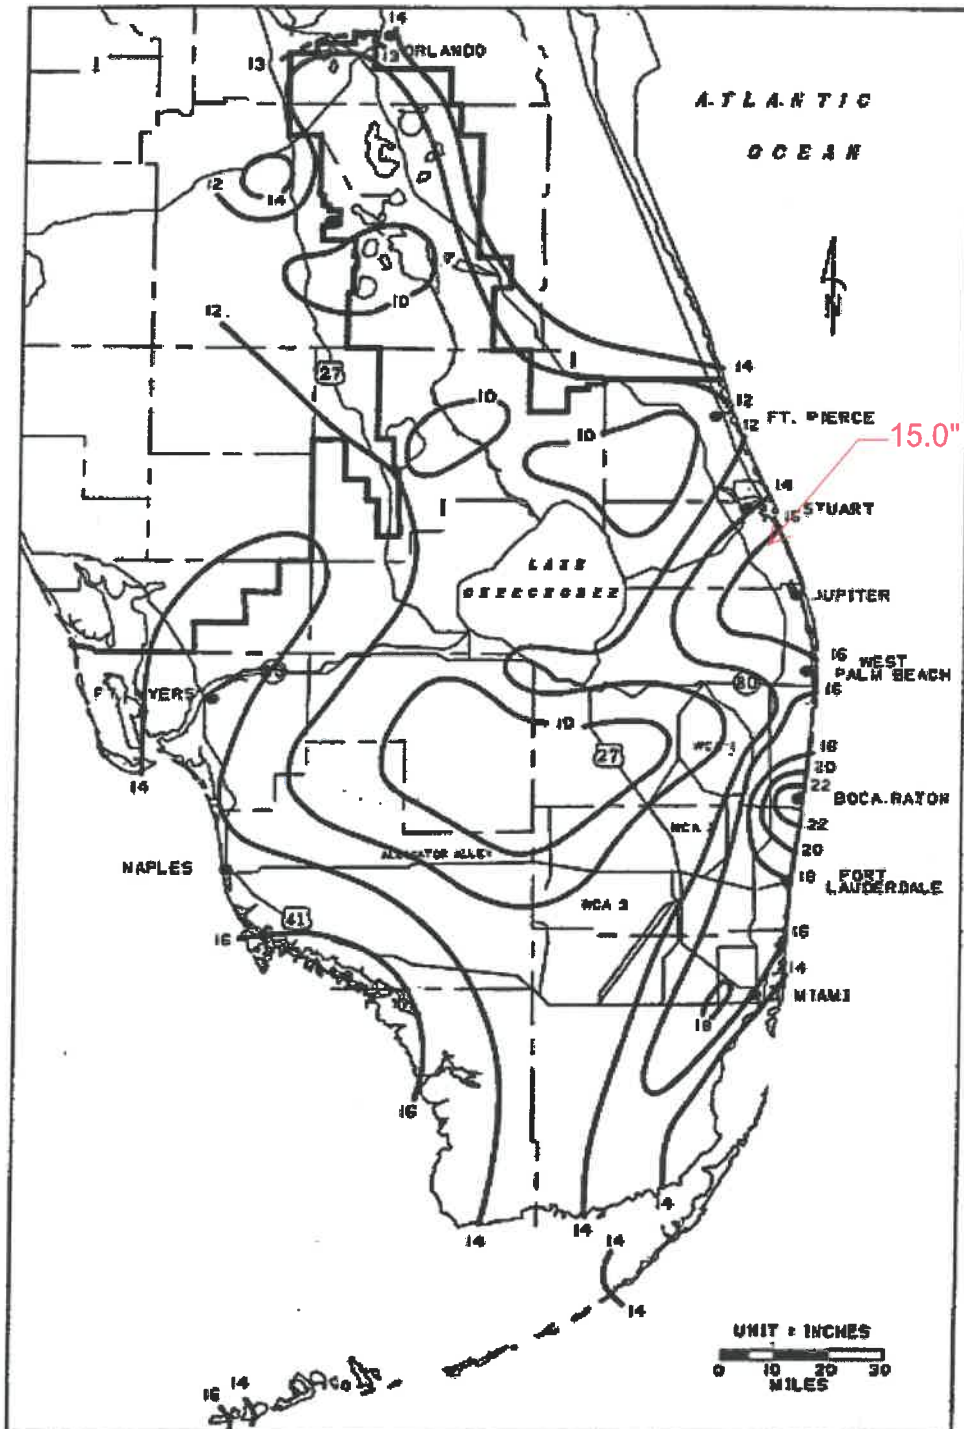 14
ORLANDO
13
13
ATLANTIC
OCEAN
12
14
10
12.
27
14
10
12
FT. PIERCE
12
10
15.0"
14
STUART
LAKE
OKEECHOBEE
JUPITER
16
WEST
PALM BEACH
80
16
10
27
14
18
20
22
BOCA RATON
22
20
ALLIGATOR ALLEY
NAPLES
18
FORT
LAUDERDALE
41
WCA 3
16
16
14
MIAMI
18
16
14
14
14
14
14
16
14
UNIT = INCHES
0 10 20 30
MILES